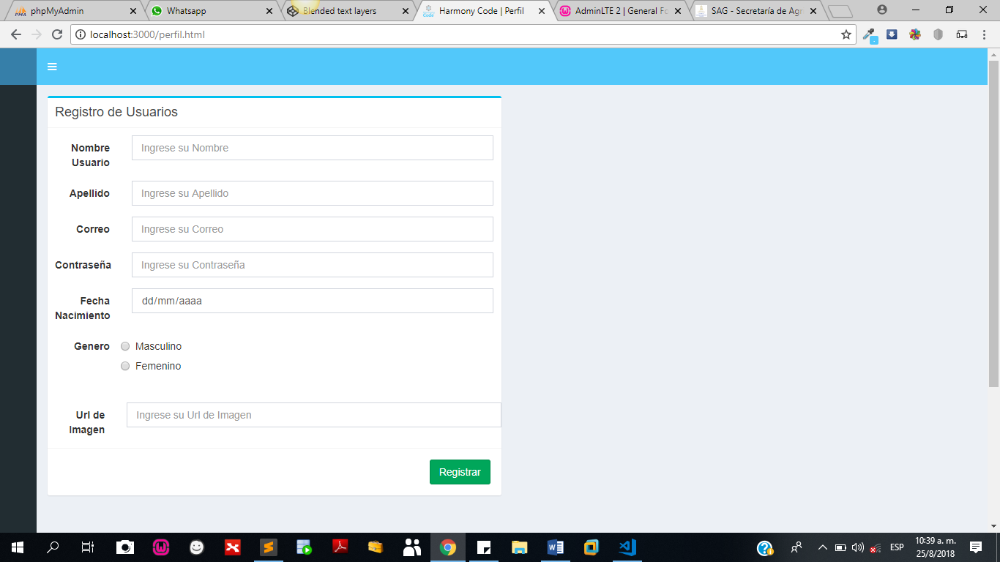 phpMyAdmin
Whatsapp
Blended text layers
Harmony Code | Perfil
AdminLTE 2 | General Fo
SAG - Secretaría de Agr
localhost:3000/perfil.html
Registro de Usuarios
Nombre Usuario
Ingrese su Nombre
Apellido
Ingrese su Apellido
Correo
Ingrese su Correo
Contraseña
Ingrese su Contraseña
Fecha Nacimiento
dd/mm/aaaa
Genero
Masculino
Femenino
Url de Imagen
Ingrese su Url de Imagen
Registrar
ESP
10:39 a. m.
25/8/2018